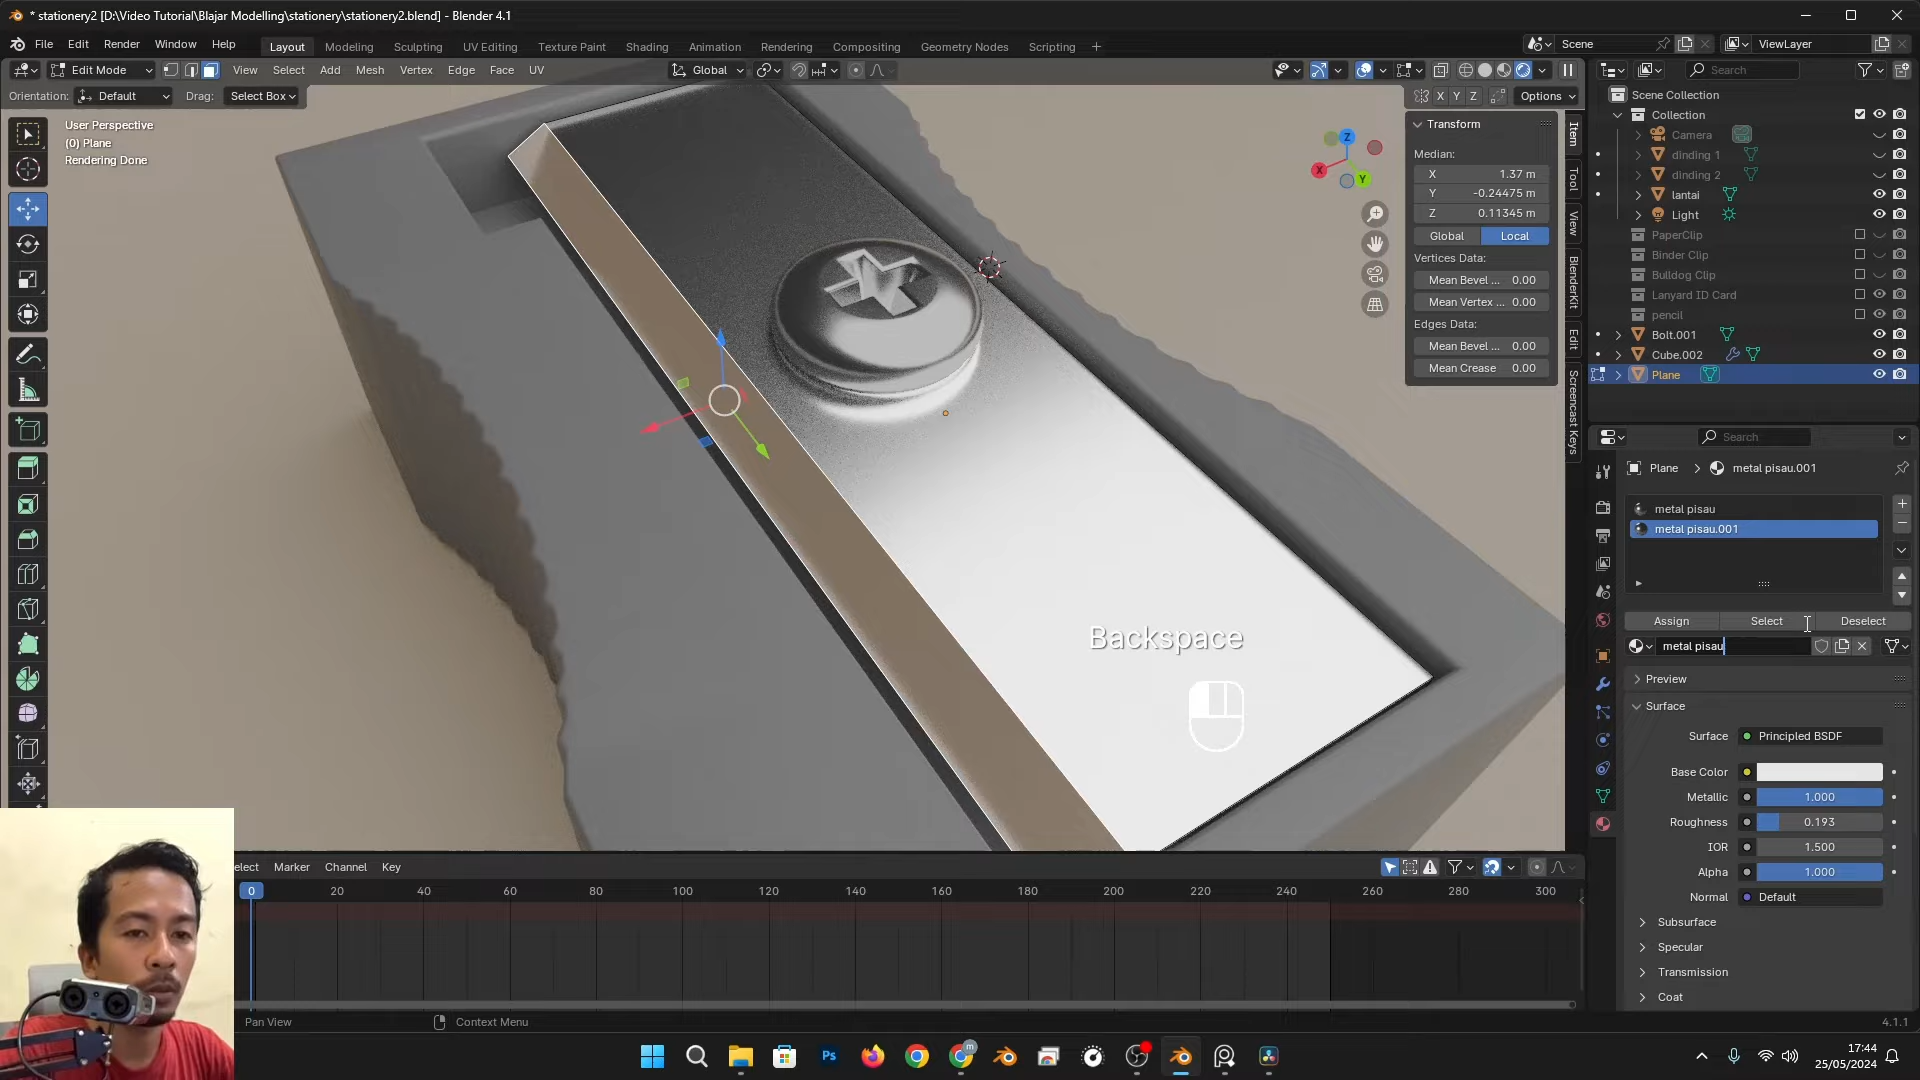 * stationery2 [D:\Video Tutorial\Blajar Modelling\stationery\stationery2.blend] - Blender 4.1
File Edit Render Window Help
Layout Modeling Sculpting UV Editing Texture Paint Shading Animation Rendering Compositing Geometry Nodes Scripting +
Scene
ViewLayer
Edit Mode
View Select Add Mesh Vertex Edge Face UV
Global
Search
Orientation: Default Drag: Select Box
X Y Z Options
User Perspective
(0) Plane
Rendering Done
Transform
Median:
X 1.37 m
Y -0.24475 m
Z 0.11345 m
Global Local
Vertices Data:
Mean Bevel ... 0.00
Mean Vertex ... 0.00
Edges Data:
Mean Bevel ... 0.00
Mean Crease 0.00
Item
Tool
View
BlenderKit
Edit
Screencast Keys
Z
X
Y
Scene Collection
Collection
Camera
dinding 1
dinding 2
lantai
Light
PaperClip
Binder Clip
Bulldog Clip
Lanyard ID Card
pencil
Bolt.001
Cube.002
Plane
Search
Plane > metal pisau.001
metal pisau
metal pisau.001
Assign Select Deselect
metal pisau
Preview
Surface
Surface Principled BSDF
Base Color
Metallic 1.000
Roughness 0.193
IOR 1.500
Alpha 1.000
Normal Default
Subsurface
Specular
Transmission
Coat
Backspace
elect Marker Channel Key
0 20 40 60 80 100 120 140 160 180 200 220 240 260 280 300
Pan View Context Menu
4.1.1
Ps
m
17:44
25/05/2024